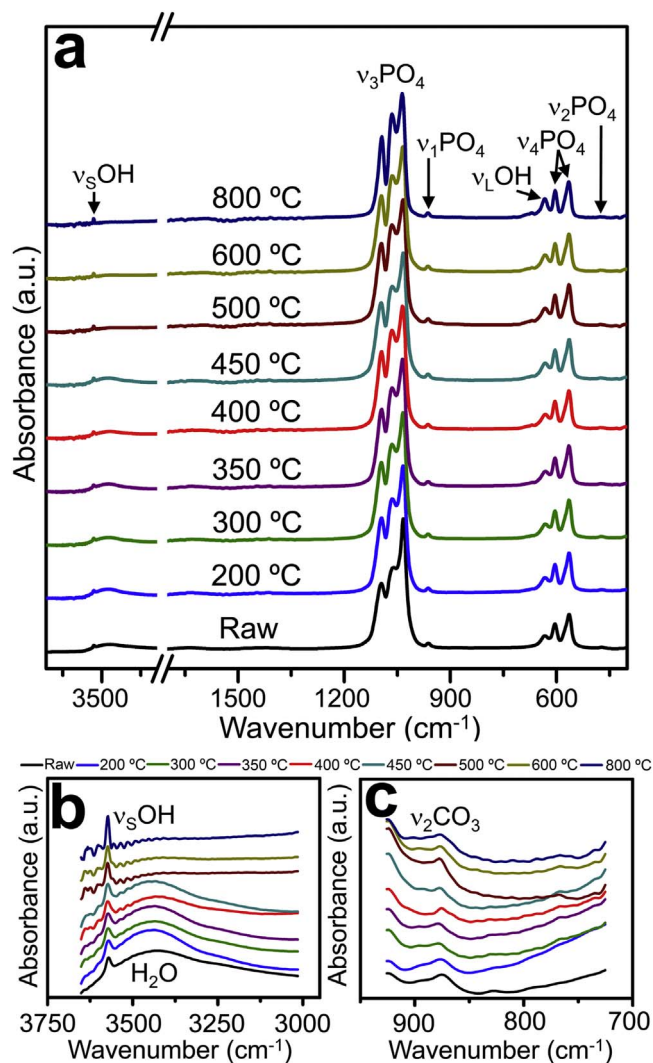 a
ν₃PO₄
ν₂PO₄
ν₁PO₄
ν₄PO₄
νₛOH
ν_LOH
800 ºC
600 ºC
500 ºC
450 ºC
400 ºC
350 ºC
300 ºC
200 ºC
Raw
Absorbance (a.u.)
3500 1500 1200 900 600
Wavenumber (cm⁻¹)
Raw 200 ºC 300 ºC 350 ºC 400 ºC 450 ºC 500 ºC 600 ºC 800 ºC
b
νₛOH
H₂O
Absorbance (a.u.)
3750 3500 3250 3000
Wavenumber (cm⁻¹)
c
ν₂CO₃
Absorbance (a.u.)
900 800 700
Wavenumber (cm⁻¹)